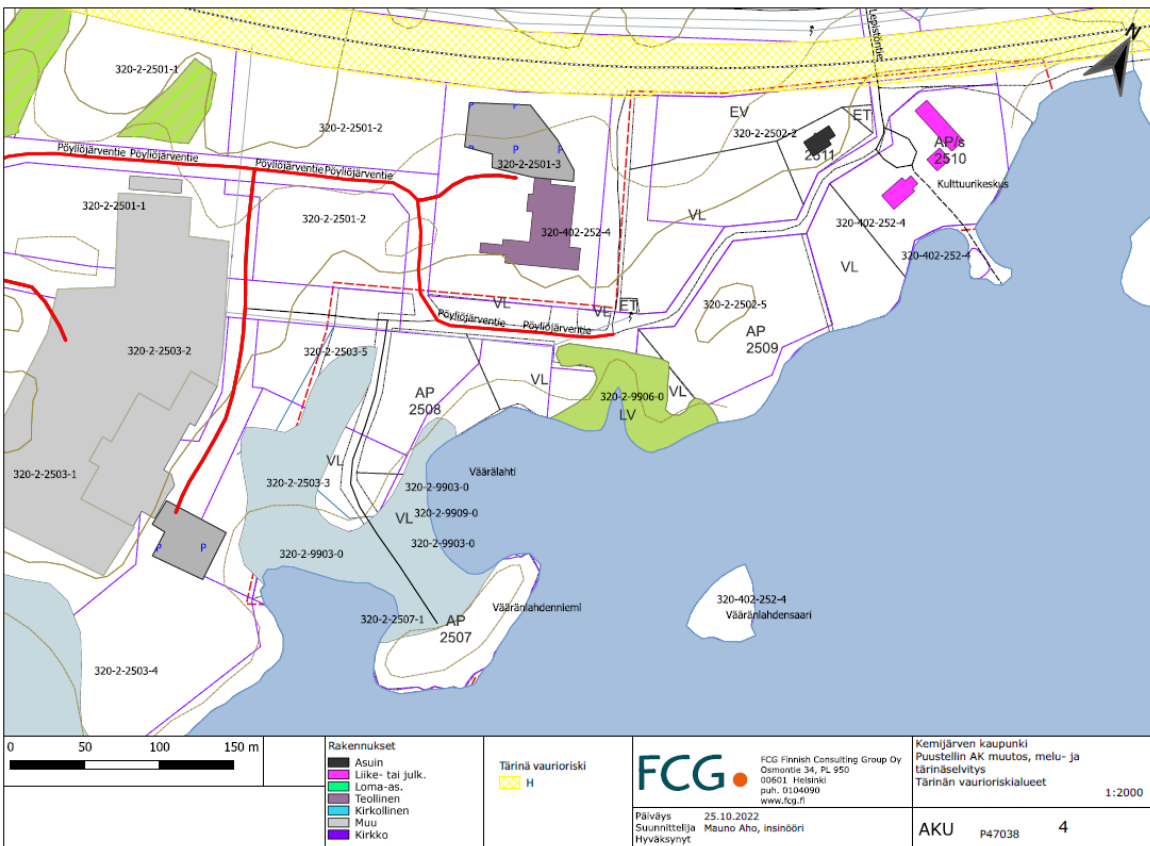 Lepistöntie
N
320-2-2501-1
320-2-2501-2
P P
P P P
320-2-2501-3
EV
ET
320-2-2502-2
2511
AP/s
2510
Kulttuurikeskus
Pöyliöjärventie Pöyliöjärventie
Pöyliöjärventie Pöyliöjärventie
320-2-2501-1
320-2-2501-2
320-402-252-4
VL
320-402-252-4
320-402-252-4
VL
VL
VL
ET
320-2-2502-5
Pöyliöjärventie Pöyliöjärventie
AP
2509
320-2-2503-2
320-2-2503-5
VL
VL
AP
2508
320-2-9906-0
LV
320-2-2503-1
VL
320-2-2503-3
Väärälahti
320-2-9903-0
VL
320-2-9909-0
320-2-9903-0
320-2-9903-0
P P
Vääränlahdenniemi
320-402-252-4
Vääränlahdensaari
320-2-2507-1
AP
2507
320-2-2503-4
0 50 100 150 m
Rakennukset
Asuin
Liike- tai julk.
Loma-as.
Teollinen
Kirkollinen
Muu
Kirkko
Tärinä vaurioriski
H
FCG
FCG Finnish Consulting Group Oy
Osmontie 34, PL 950
00601 Helsinki
puh. 0104090
www.fcg.fi
Päiväys 25.10.2022
Suunnittelija Mauno Aho, insinööri
Hyväksynyt
Kemijärven kaupunki
Puustellin AK muutos, melu- ja
tärinäselvitys
Tärinän vaurioriskialueet
1:2000
AKU P47038 4